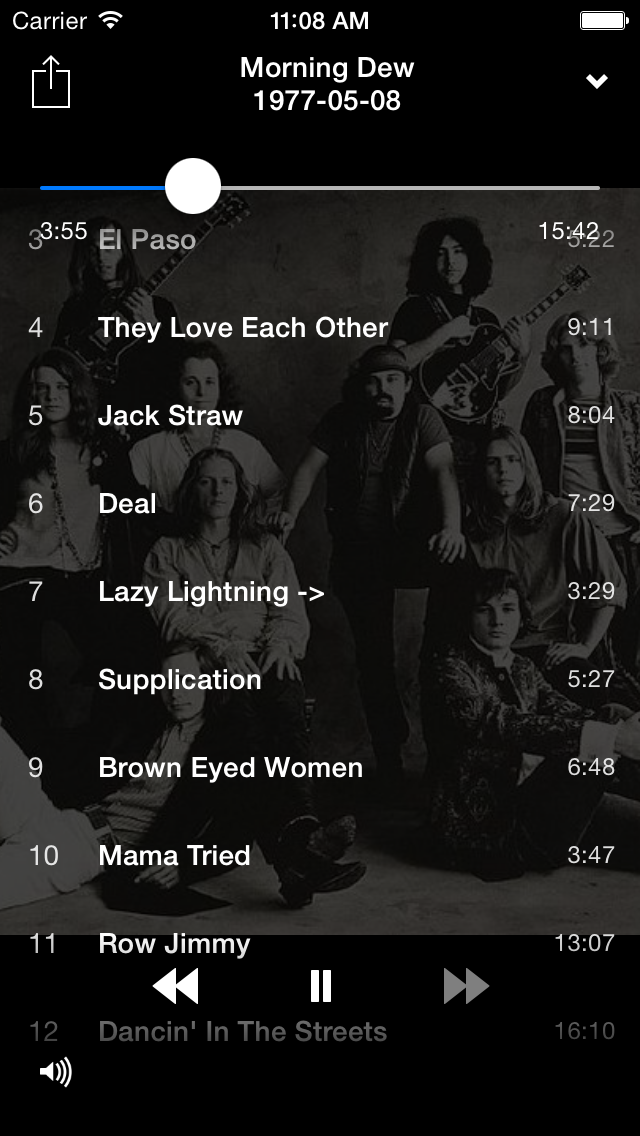 Carrier 11:08 AM
Morning Dew
1977-05-08
3:55 15:42
3 El Paso 5:22
4 They Love Each Other 9:11
5 Jack Straw 8:04
6 Deal 7:29
7 Lazy Lightning -> 3:29
8 Supplication 5:27
9 Brown Eyed Women 6:48
10 Mama Tried 3:47
11 Row Jimmy 13:07
12 Dancin' In The Streets 16:10